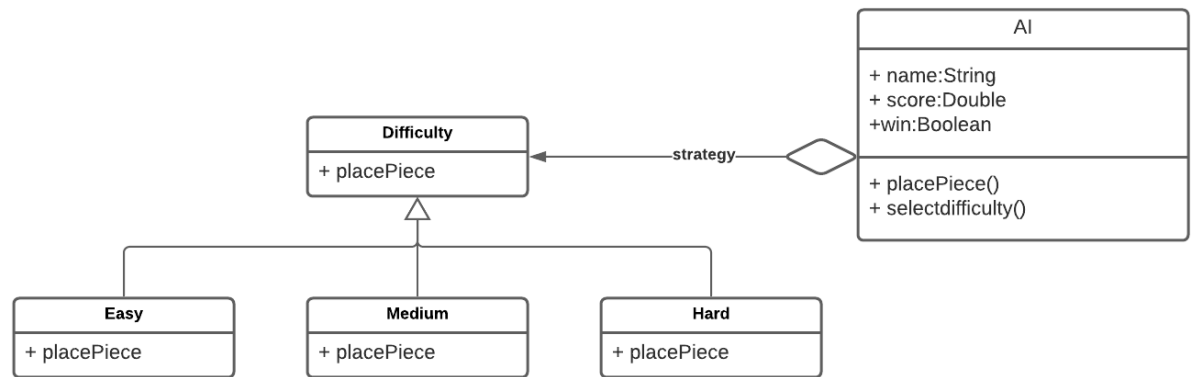 AI
+ name:String
+ score:Double
+win:Boolean
+ placePiece()
+ selectdifficulty()
strategy
Difficulty
+ placePiece
Easy
+ placePiece
Medium
+ placePiece
Hard
+ placePiece